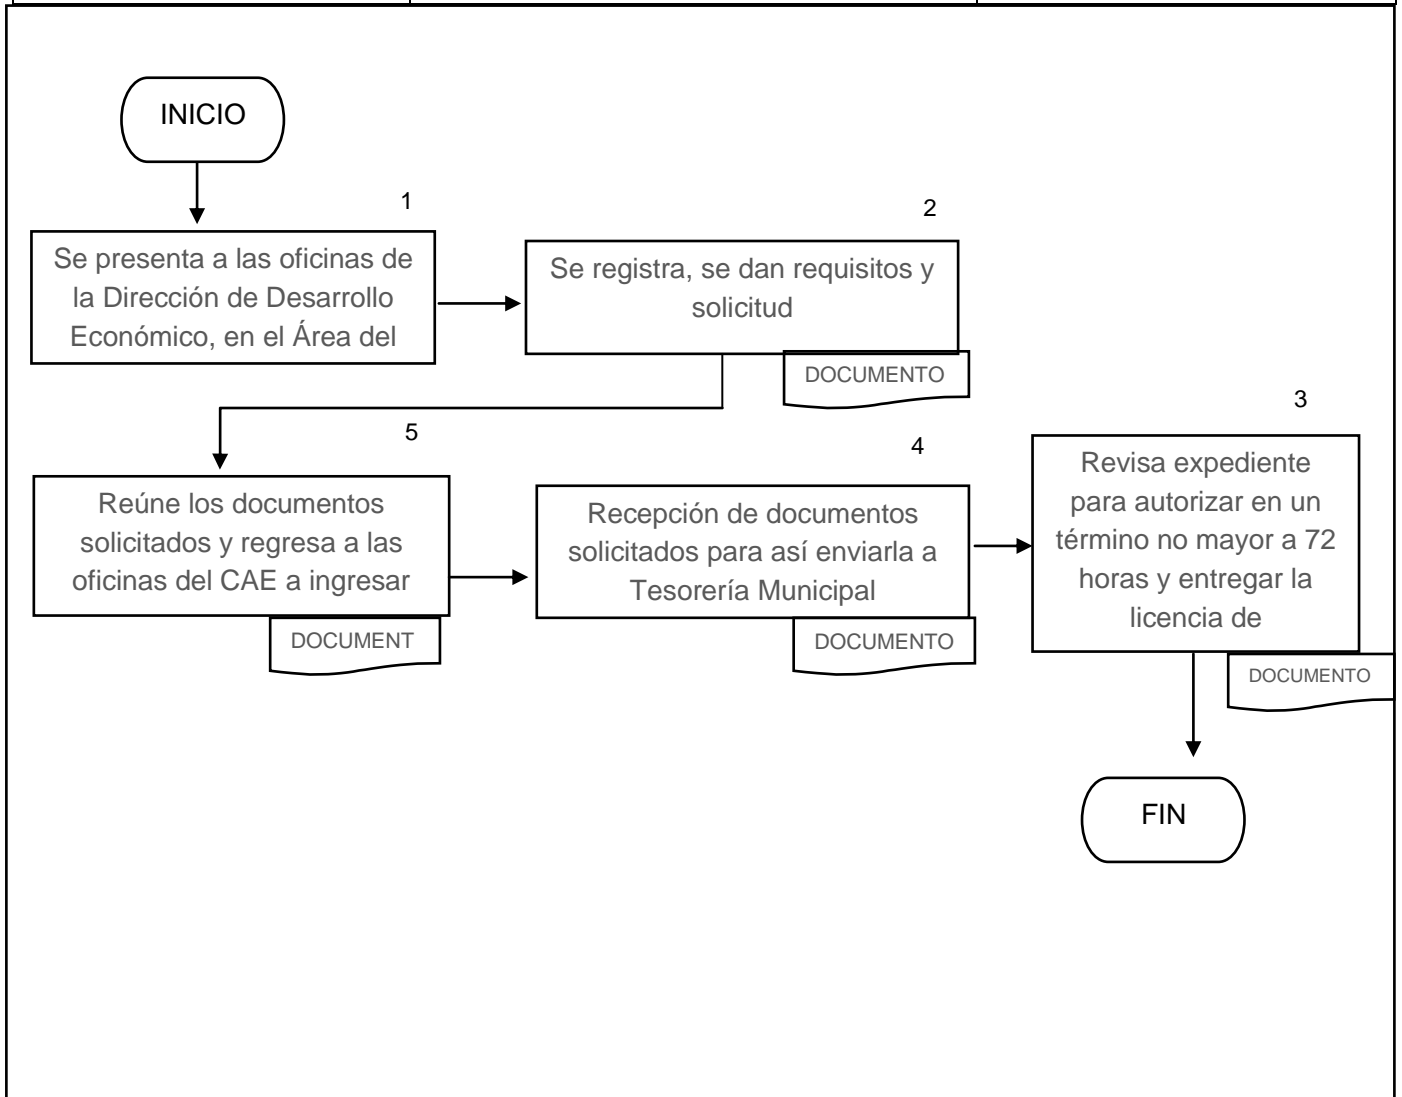 INICIO
1
Se presenta a las oficinas de
la Dirección de Desarrollo
Económico, en el Área del
2
Se registra, se dan requisitos y
solicitud
DOCUMENTO
5
Reúne los documentos
solicitados y regresa a las
oficinas del CAE a ingresar
DOCUMENT
4
Recepción de documentos
solicitados para así enviarla a
Tesorería Municipal
DOCUMENTO
3
Revisa expediente
para autorizar en un
término no mayor a 72
horas y entregar la
licencia de
DOCUMENTO
FIN